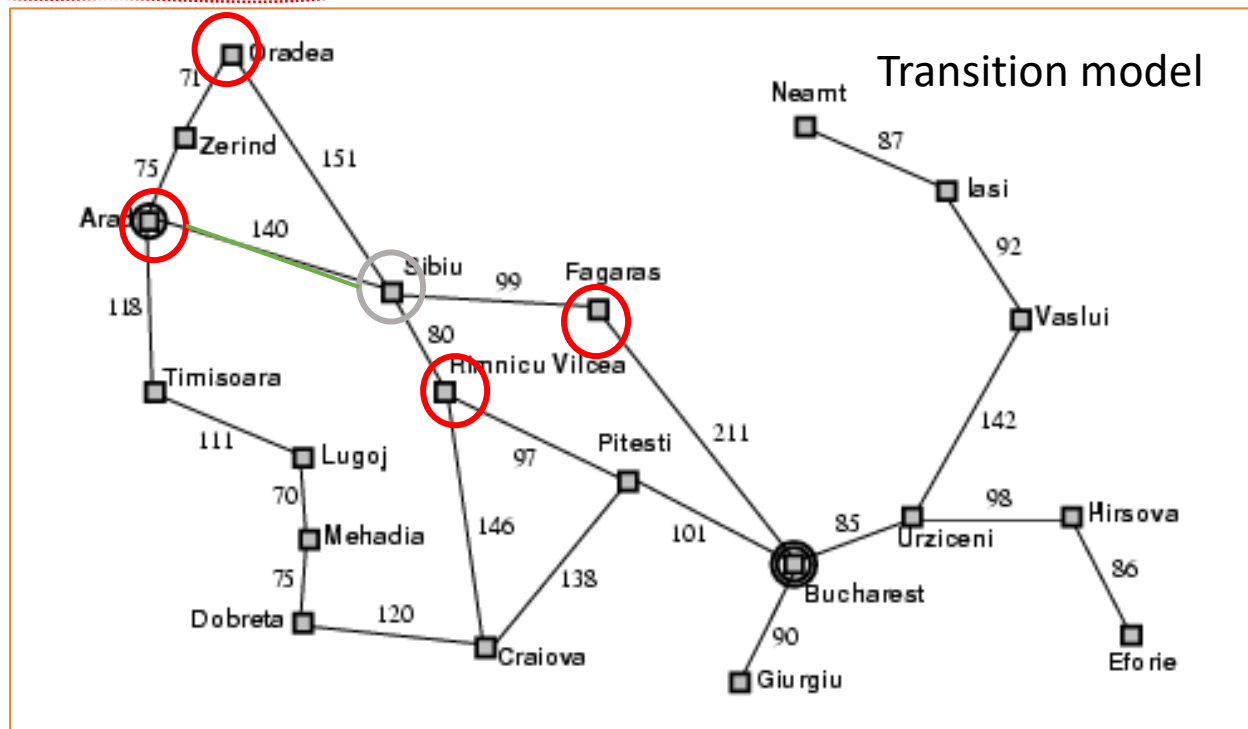 Transition model
Oradea
Neamt
71
87
Zerind
151
75
Iasi
Arad
140
92
Sibiu
99
Fagaras
118
80
Vaslui
Rimnicu Vilcea
Timisoara
142
111
Pitesti
211
Lugoj
97
70
98
Hirsova
146
85
Mehadia
101
Urziceni
138
86
75
Bucharest
Dobreta
120
90
Craiova
Eforie
Giurgiu